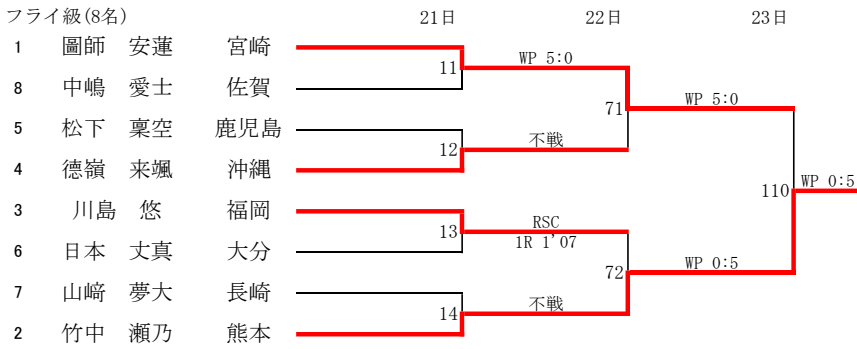 フライ級(8名) 21日 22日 23日
1 圖師 安蓮 宮崎
11 WP 5:0
8 中嶋 愛士 佐賀
71 WP 5:0
5 松下 稟空 鹿児島
12 不戦
4 德嶺 来颯 沖縄
110 WP 0:5
3 川島 悠 福岡
13 RSC
1R 1'07
6 日本 丈真 大分
72 WP 0:5
7 山﨑 夢大 長崎
14 不戦
2 竹中 瀬乃 熊本